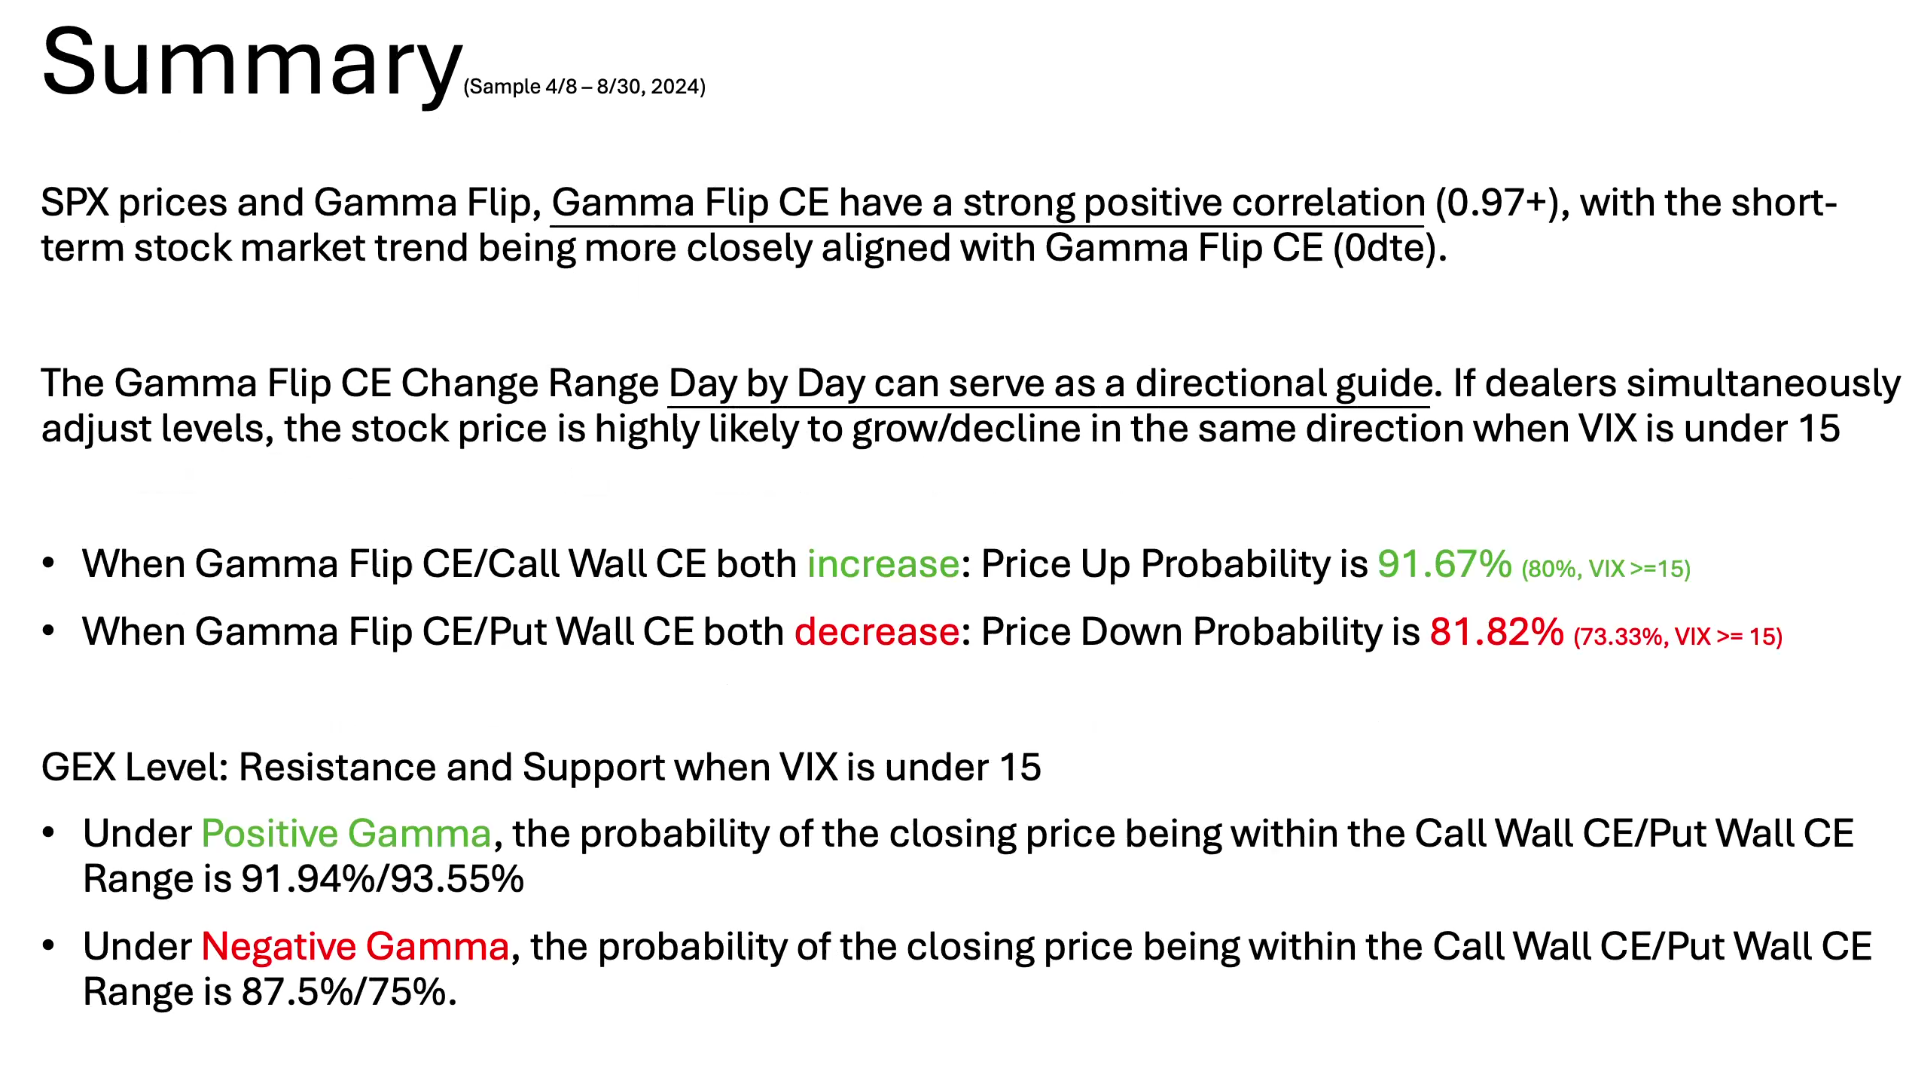 Summary (Sample 4/8 – 8/30, 2024)
SPX prices and Gamma Flip, Gamma Flip CE have a strong positive correlation (0.97+), with the short-
term stock market trend being more closely aligned with Gamma Flip CE (0dte).
The Gamma Flip CE Change Range Day by Day can serve as a directional guide. If dealers simultaneously
adjust levels, the stock price is highly likely to grow/decline in the same direction when VIX is under 15
• When Gamma Flip CE/Call Wall CE both increase: Price Up Probability is 91.67% (80%, VIX >=15)
• When Gamma Flip CE/Put Wall CE both decrease: Price Down Probability is 81.82% (73.33%, VIX >= 15)
GEX Level: Resistance and Support when VIX is under 15
• Under Positive Gamma, the probability of the closing price being within the Call Wall CE/Put Wall CE
Range is 91.94%/93.55%
• Under Negative Gamma, the probability of the closing price being within the Call Wall CE/Put Wall CE
Range is 87.5%/75%.